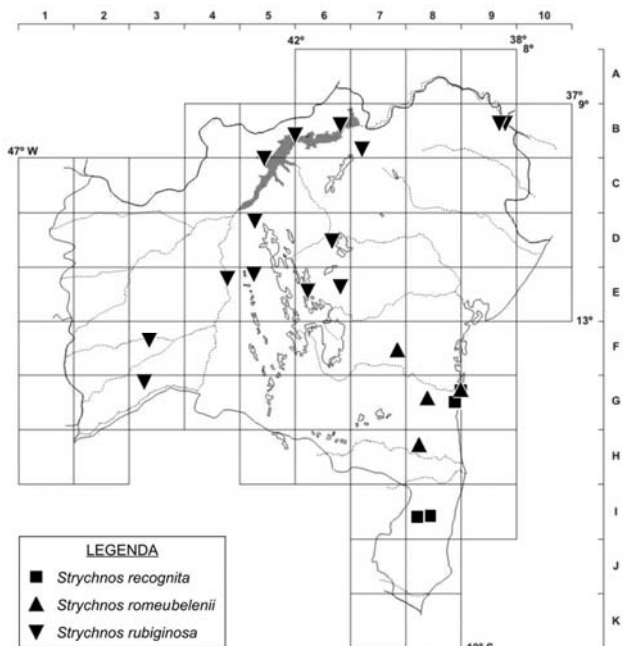 1 2 3 4 5 6 7 8 9 10
42° 38°
8°
A
37°
9°
B
47° W
C
D
E
13°
F
G
H
I
J
K
LEGENDA
Strychnos recognita
Strychnos romeubelenii
Strychnos rubiginosa